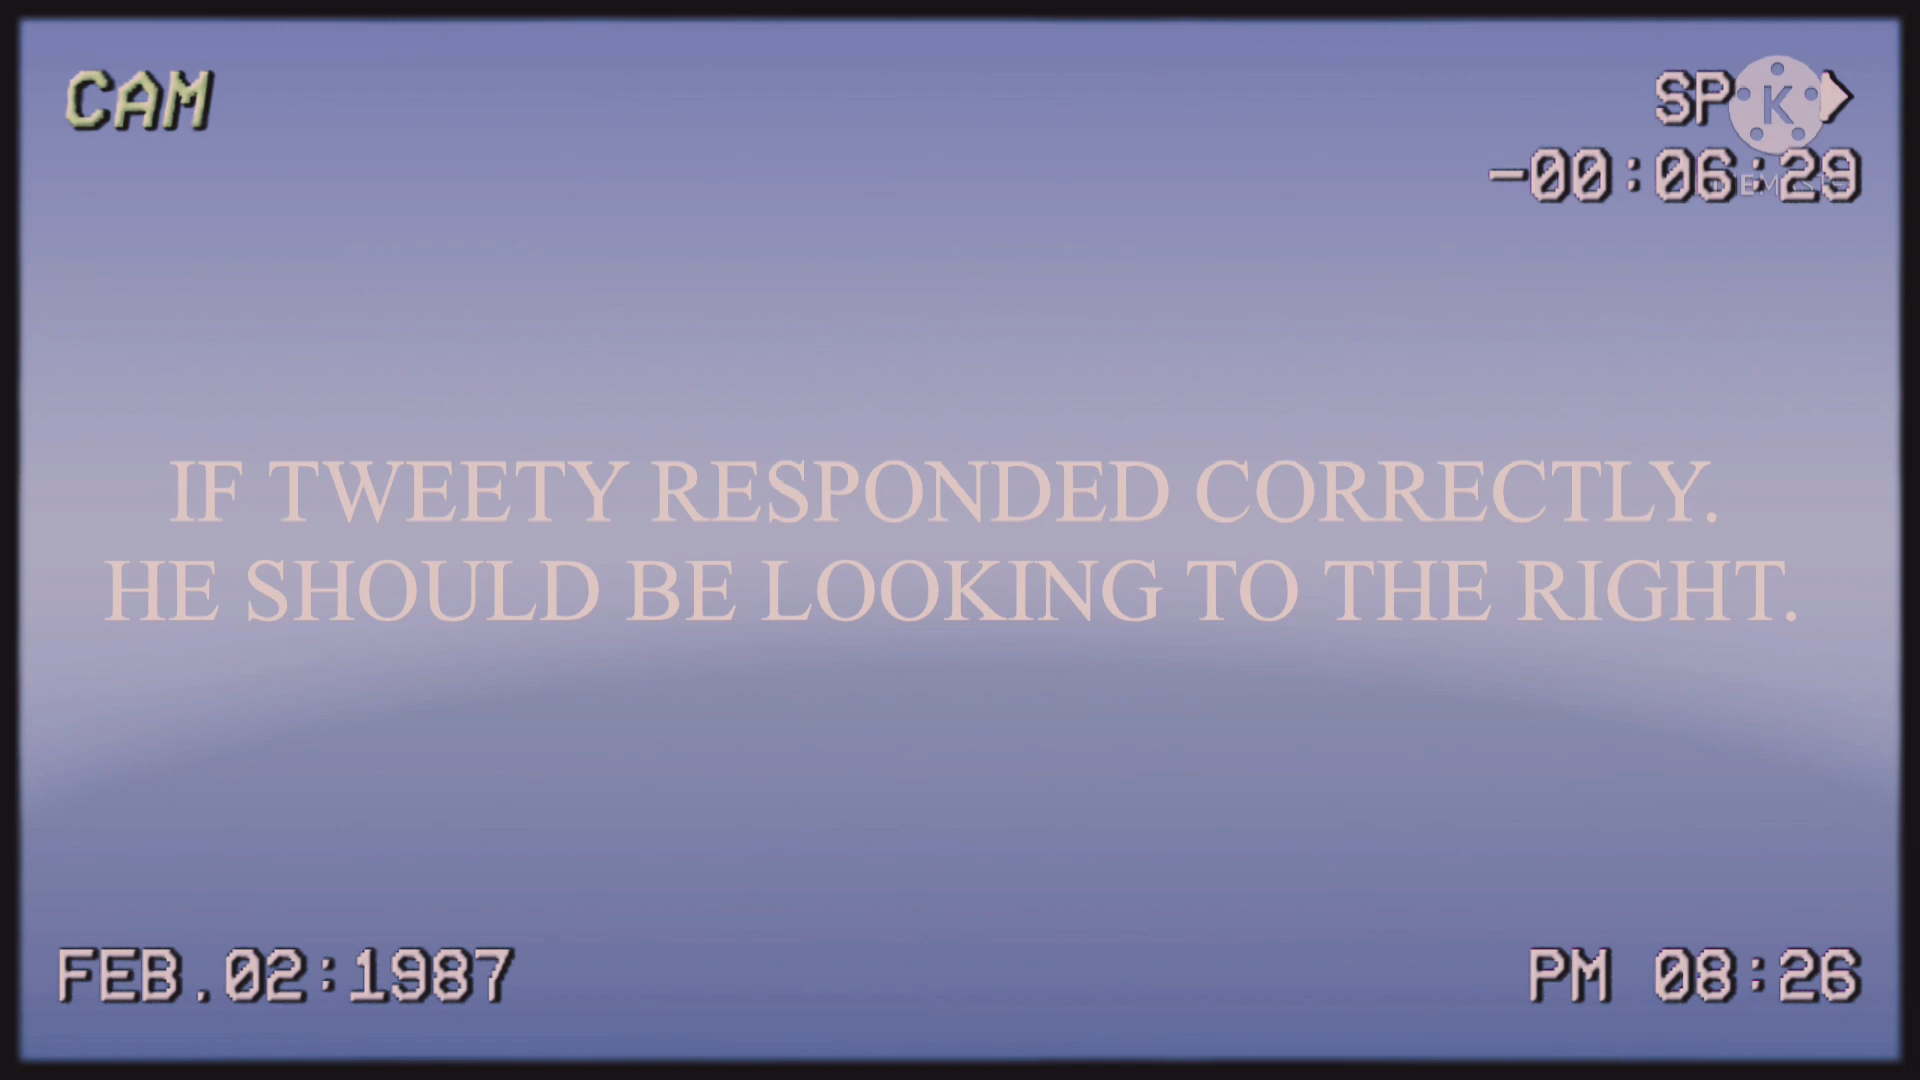 CAM
SP
K
-00:06:29
IF TWEETY RESPONDED CORRECTLY.
HE SHOULD BE LOOKING TO THE RIGHT.
FEB.02:1987
PM 08:26